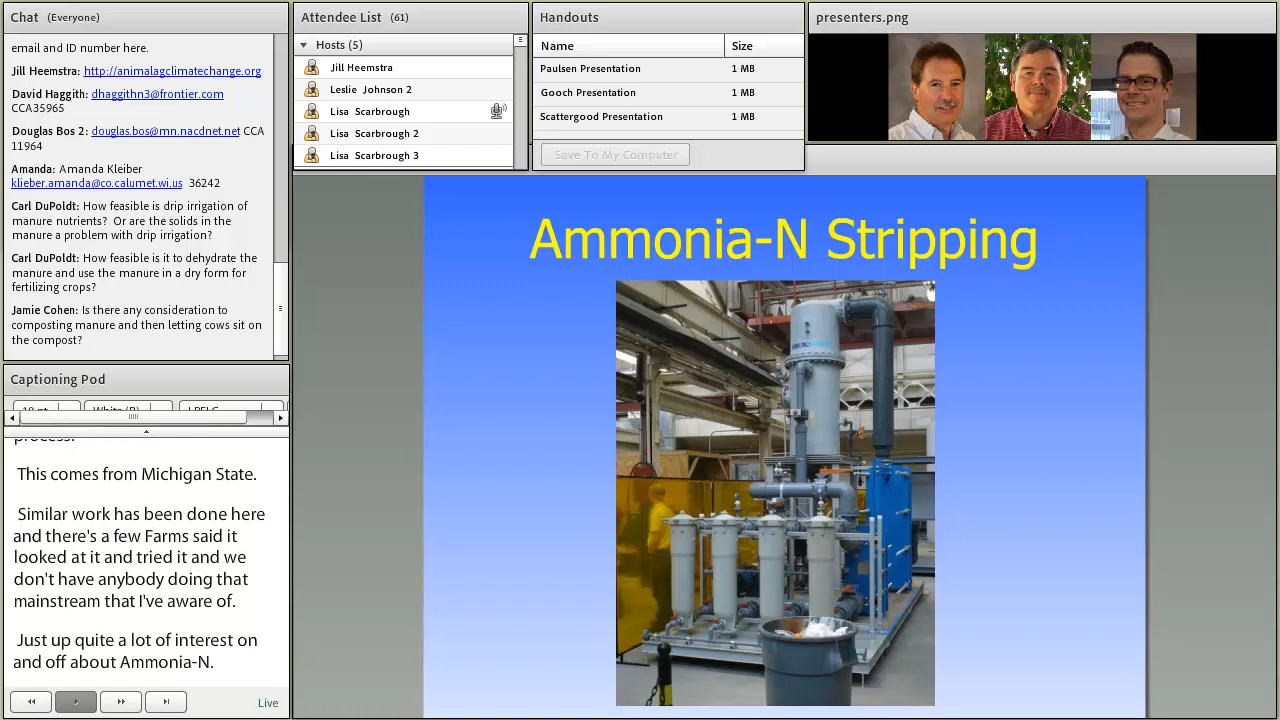 Chat (Everyone)
email and ID number here.
Jill Heemstra: http://animalagclimatechange.org
David Haggith: dhaggithn3@frontier.com
CCA35965
Douglas Bos 2: douglas.bos@mn.nacdnet.net CCA
11964
Amanda: Amanda Kleiber
klieber.amanda@co.calumet.wi.us 36242
Carl DuPoldt: How feasible is drip irrigation of
manure nutrients? Or are the solids in the
manure a problem with drip irrigation?
Carl DuPoldt: How feasible is it to dehydrate the
manure and use the manure in a dry form for
fertilizing crops?
Jamie Cohen: Is there any consideration to
composting manure and then letting cows sit on
the compost?
Attendee List (61)
Hosts (5)
Jill Heemstra
Leslie Johnson 2
Lisa Scarbrough
Lisa Scarbrough 2
Lisa Scarbrough 3
Handouts
Name Size
Paulsen Presentation 1 MB
Gooch Presentation 1 MB
Scattergood Presentation 1 MB
Save To My Computer
presenters.png
Ammonia-N Stripping
Captioning Pod
process.
This comes from Michigan State.
Similar work has been done here
and there's a few Farms said it
looked at it and tried it and we
don't have anybody doing that
mainstream that I've aware of.
Just up quite a lot of interest on
and off about Ammonia-N.
Live